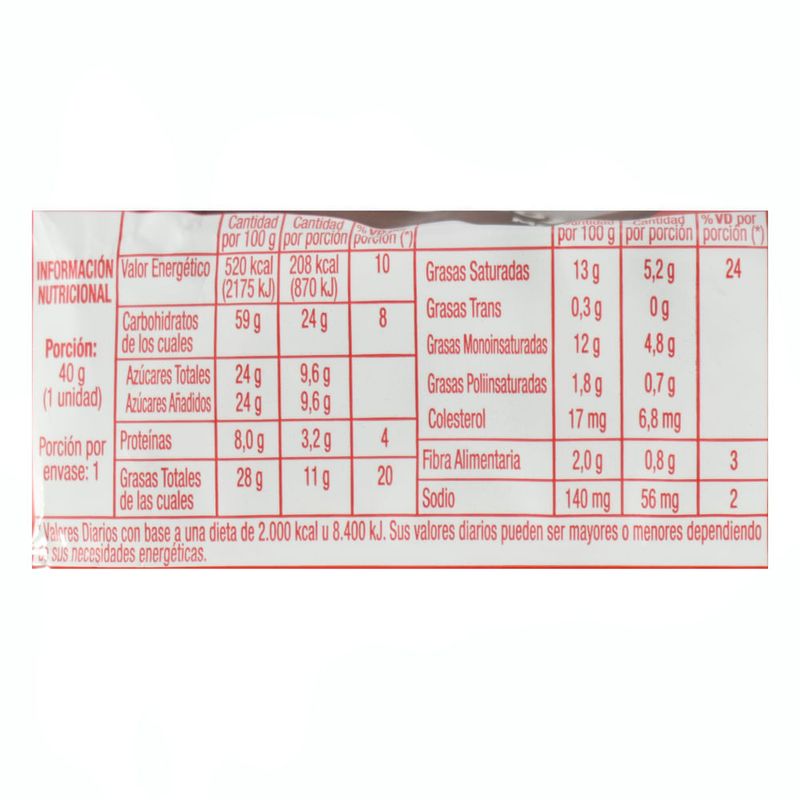 INFORMACIÓN
NUTRICIONAL
Porción:
40 g
(1 unidad)
Porción por
envase: 1
Cantidad por 100 g Cantidad por porción % VD por porción (*)
Valor Energético 520 kcal (2175 kJ) 208 kcal (870 kJ) 10
Carbohidratos 59 g 24 g 8
de los cuales
Azúcares Totales 24 g 9,6 g
Azúcares Añadidos 24 g 9,6 g
Proteínas 8,0 g 3,2 g 4
Grasas Totales 28 g 11 g 20
de las cuales
Cantidad por 100 g Cantidad por porción % VD por porción (*)
Grasas Saturadas 13 g 5,2 g 24
Grasas Trans 0,3 g 0 g
Grasas Monoinsaturadas 12 g 4,8 g
Grasas Poliinsaturadas 1,8 g 0,7 g
Colesterol 17 mg 6,8 mg
Fibra Alimentaria 2,0 g 0,8 g 3
Sodio 140 mg 56 mg 2
Valores Diarios con base a una dieta de 2.000 kcal u 8.400 kJ. Sus valores diarios pueden ser mayores o menores dependiendo
sus necesidades energéticas.